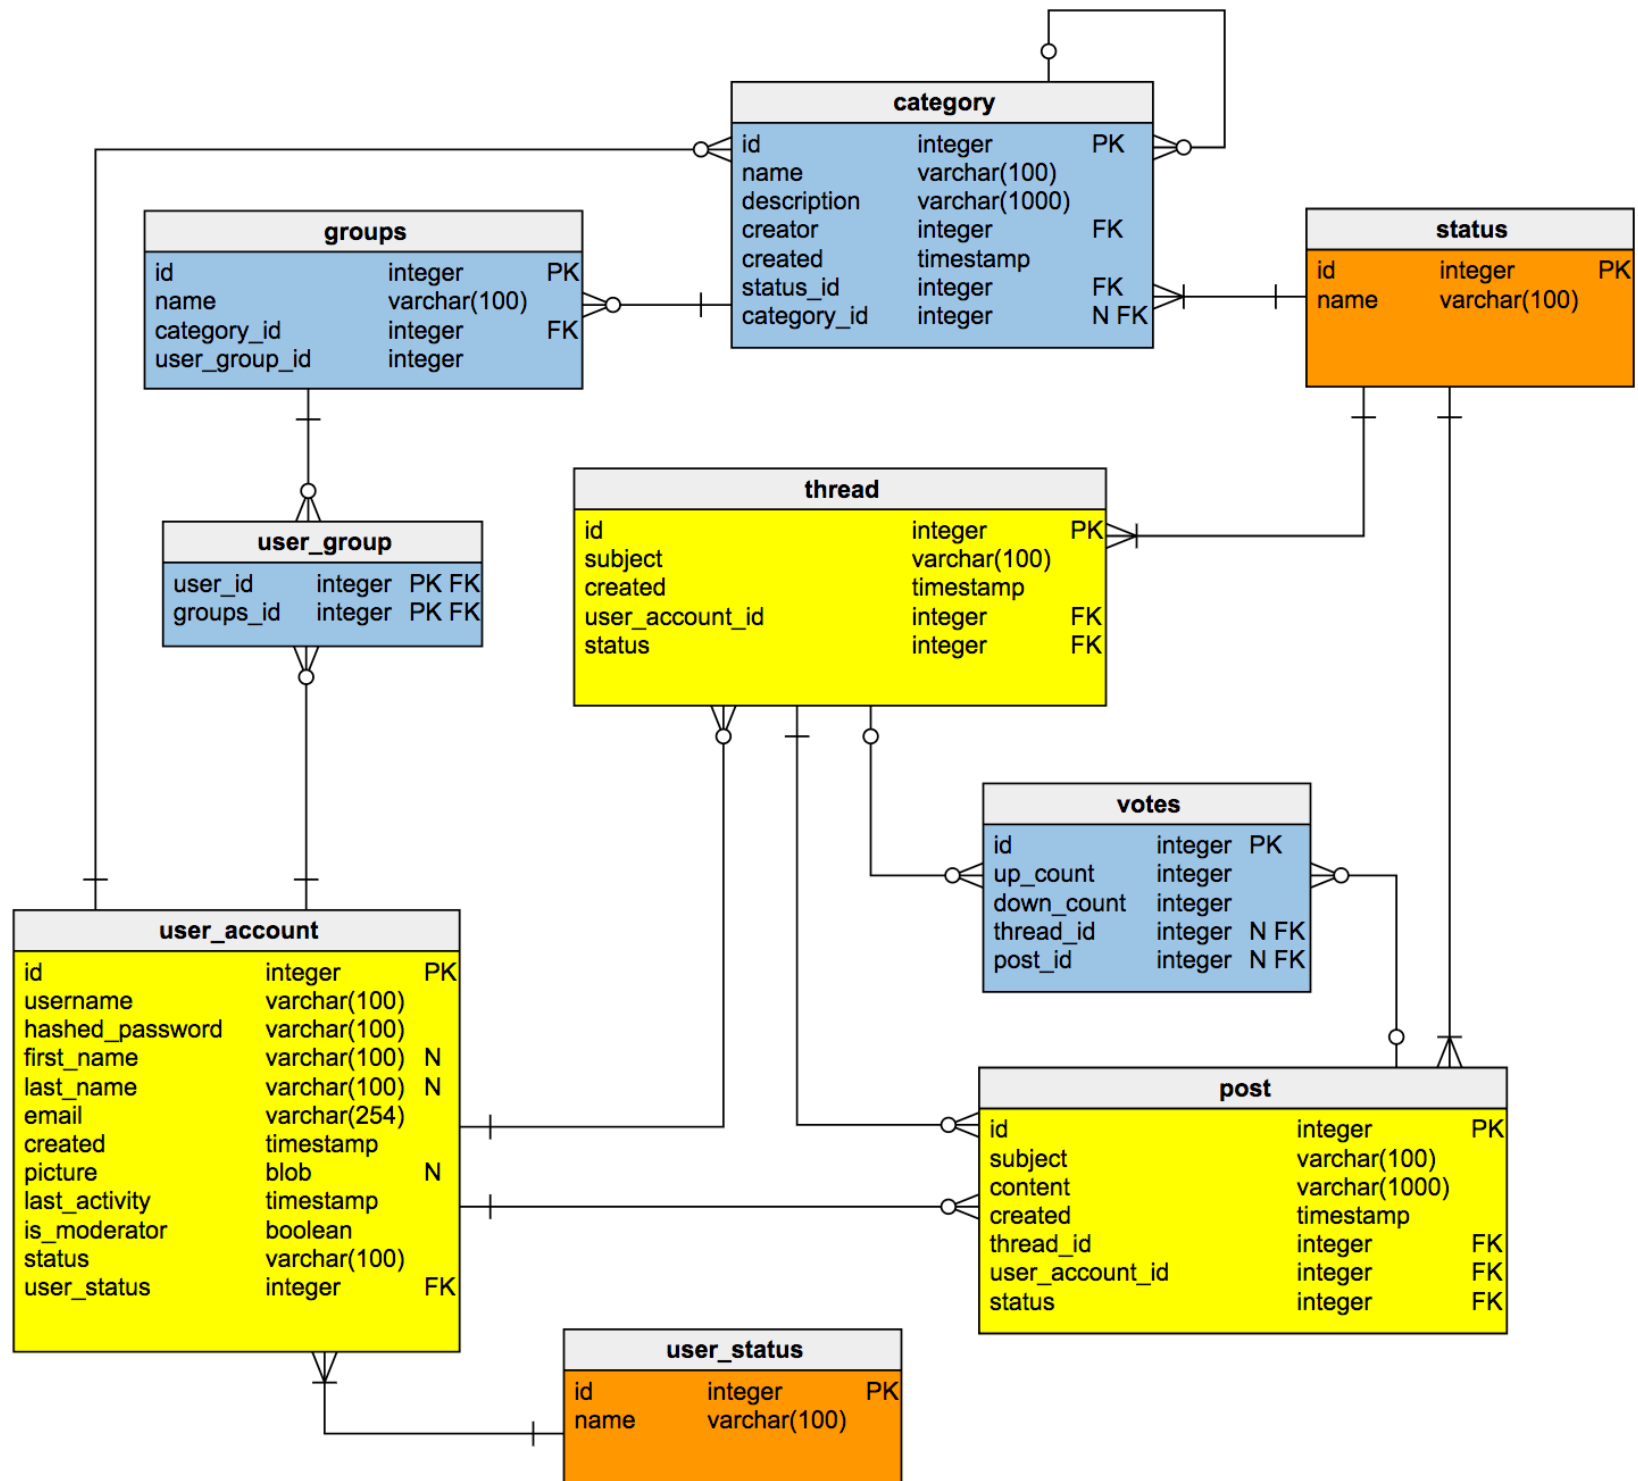 category
id integer PK
name varchar(100)
description varchar(1000)
creator integer FK
created timestamp
status_id integer FK
category_id integer N FK
groups
id integer PK
name varchar(100)
category_id integer FK
user_group_id integer
status
id integer PK
name varchar(100)
thread
id integer PK
subject varchar(100)
created timestamp
user_account_id integer FK
status integer FK
user_group
user_id integer PK FK
groups_id integer PK FK
votes
id integer PK
up_count integer
down_count integer
thread_id integer N FK
post_id integer N FK
user_account
id integer PK
username varchar(100)
hashed_password varchar(100)
first_name varchar(100) N
last_name varchar(100) N
email varchar(254)
created timestamp
picture blob N
last_activity timestamp
is_moderator boolean
status varchar(100)
user_status integer FK
post
id integer PK
subject varchar(100)
content varchar(1000)
created timestamp
thread_id integer FK
user_account_id integer FK
status integer FK
user_status
id integer PK
name varchar(100)